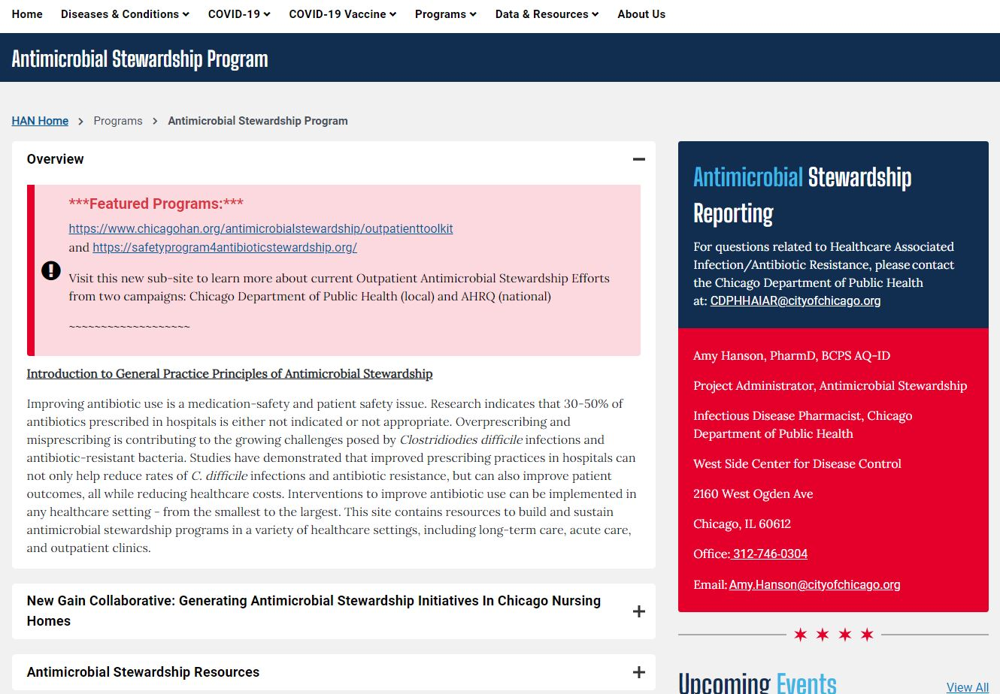 Home Diseases & Conditions COVID-19 COVID-19 Vaccine Programs Data & Resources About Us
Antimicrobial Stewardship Program
HAN Home > Programs > Antimicrobial Stewardship Program
Overview
***Featured Programs:***
https://www.chicagohan.org/antimicrobialstewardship/outpatienttoolkit
and https://safetyprogram4antibioticstewardship.org/
Visit this new sub-site to learn more about current Outpatient Antimicrobial Stewardship Efforts
from two campaigns: Chicago Department of Public Health (local) and AHRQ (national)
~~~~~~~~~~~~~~~~~~~
Introduction to General Practice Principles of Antimicrobial Stewardship
Improving antibiotic use is a medication-safety and patient safety issue. Research indicates that 30-50% of
antibiotics prescribed in hospitals is either not indicated or not appropriate. Overprescribing and
misprescribing is contributing to the growing challenges posed by Clostridiodies difficile infections and
antibiotic-resistant bacteria. Studies have demonstrated that improved prescribing practices in hospitals can
not only help reduce rates of C. difficile infections and antibiotic resistance, but can also improve patient
outcomes, all while reducing healthcare costs. Interventions to improve antibiotic use can be implemented in
any healthcare setting - from the smallest to the largest. This site contains resources to build and sustain
antimicrobial stewardship programs in a variety of healthcare settings, including long-term care, acute care,
and outpatient clinics.
New Gain Collaborative: Generating Antimicrobial Stewardship Initiatives In Chicago Nursing
Homes
Antimicrobial Stewardship Resources
Antimicrobial Stewardship
Reporting
For questions related to Healthcare Associated
Infection/Antibiotic Resistance, please contact
the Chicago Department of Public Health
at: CDPHHAIAR@cityofchicago.org
Amy Hanson, PharmD, BCPS AQ-ID
Project Administrator, Antimicrobial Stewardship
Infectious Disease Pharmacist, Chicago
Department of Public Health
West Side Center for Disease Control
2160 West Ogden Ave
Chicago, IL 60612
Office: 312-746-0304
Email: Amy.Hanson@cityofchicago.org
Upcoming Events View All